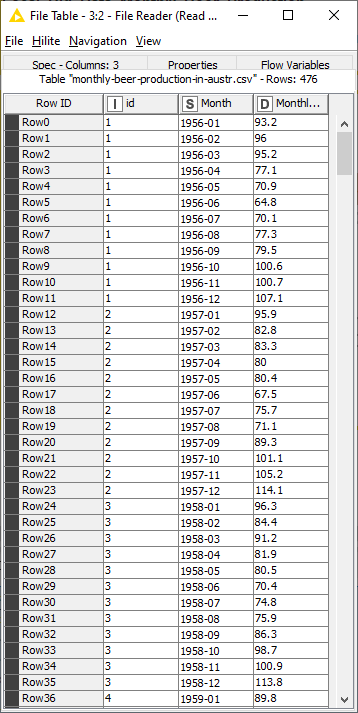 File Table - 3:2 - File Reader (Read ...
File Hilite Navigation View
Spec - Columns: 3 Properties Flow Variables
Table "monthly-beer-production-in-austr.csv" - Rows: 476
Row ID I id S Month D Monthl...
Row0 1 1956-01 93.2
Row1 1 1956-02 96
Row2 1 1956-03 95.2
Row3 1 1956-04 77.1
Row4 1 1956-05 70.9
Row5 1 1956-06 64.8
Row6 1 1956-07 70.1
Row7 1 1956-08 77.3
Row8 1 1956-09 79.5
Row9 1 1956-10 100.6
Row10 1 1956-11 100.7
Row11 1 1956-12 107.1
Row12 2 1957-01 95.9
Row13 2 1957-02 82.8
Row14 2 1957-03 83.3
Row15 2 1957-04 80
Row16 2 1957-05 80.4
Row17 2 1957-06 67.5
Row18 2 1957-07 75.7
Row19 2 1957-08 71.1
Row20 2 1957-09 89.3
Row21 2 1957-10 101.1
Row22 2 1957-11 105.2
Row23 2 1957-12 114.1
Row24 3 1958-01 96.3
Row25 3 1958-02 84.4
Row26 3 1958-03 91.2
Row27 3 1958-04 81.9
Row28 3 1958-05 80.5
Row29 3 1958-06 70.4
Row30 3 1958-07 74.8
Row31 3 1958-08 75.9
Row32 3 1958-09 86.3
Row33 3 1958-10 98.7
Row34 3 1958-11 100.9
Row35 3 1958-12 113.8
Row36 4 1959-01 89.8